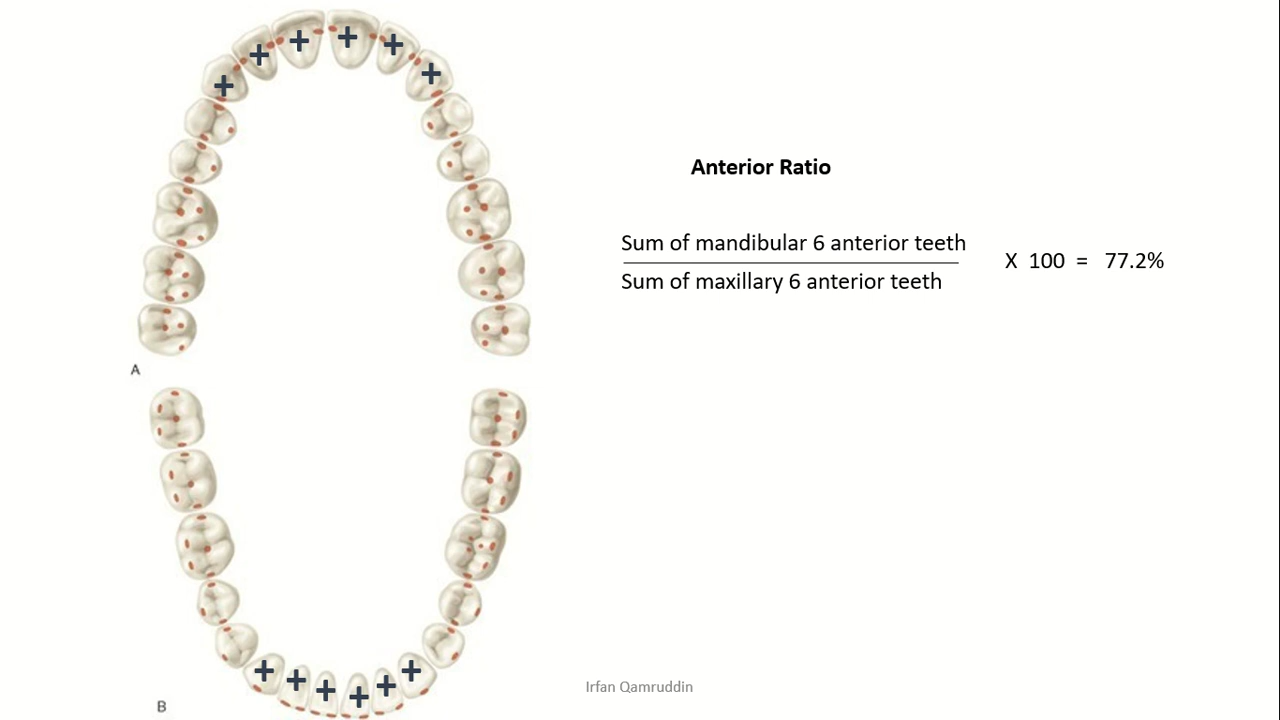 Anterior Ratio
Sum of mandibular 6 anterior teeth
Sum of maxillary 6 anterior teeth
X 100 = 77.2%
A
B
Irfan Qamruddin